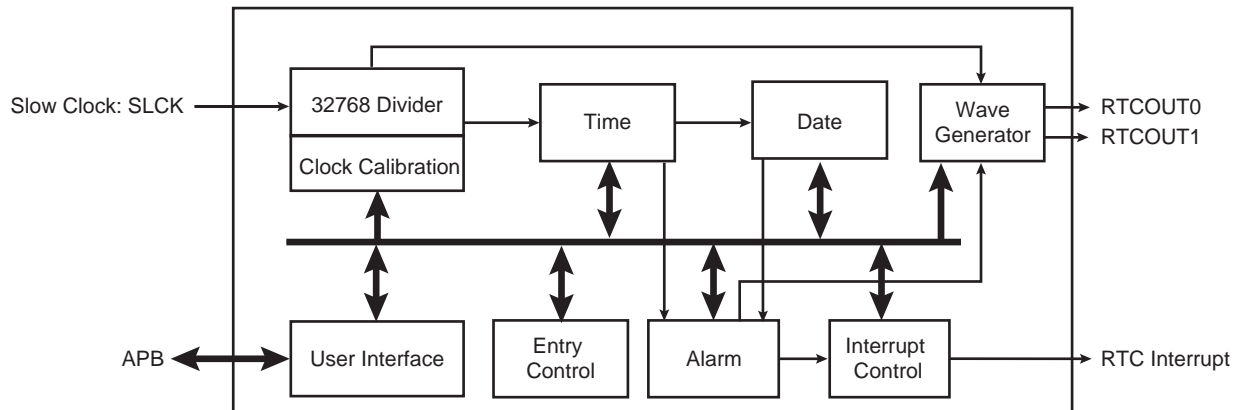 Slow Clock: SLCK
32768 Divider
Clock Calibration
Time
Date
Wave
Generator
RTCOUT0
RTCOUT1
APB
User Interface
Entry
Control
Alarm
Interrupt
Control
RTC Interrupt